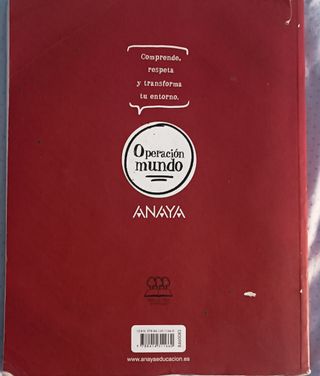 Comprende,
respeta
y transforma
tu entorno.
Operación
mundo
ANAYA
www.anayaeducacion.es